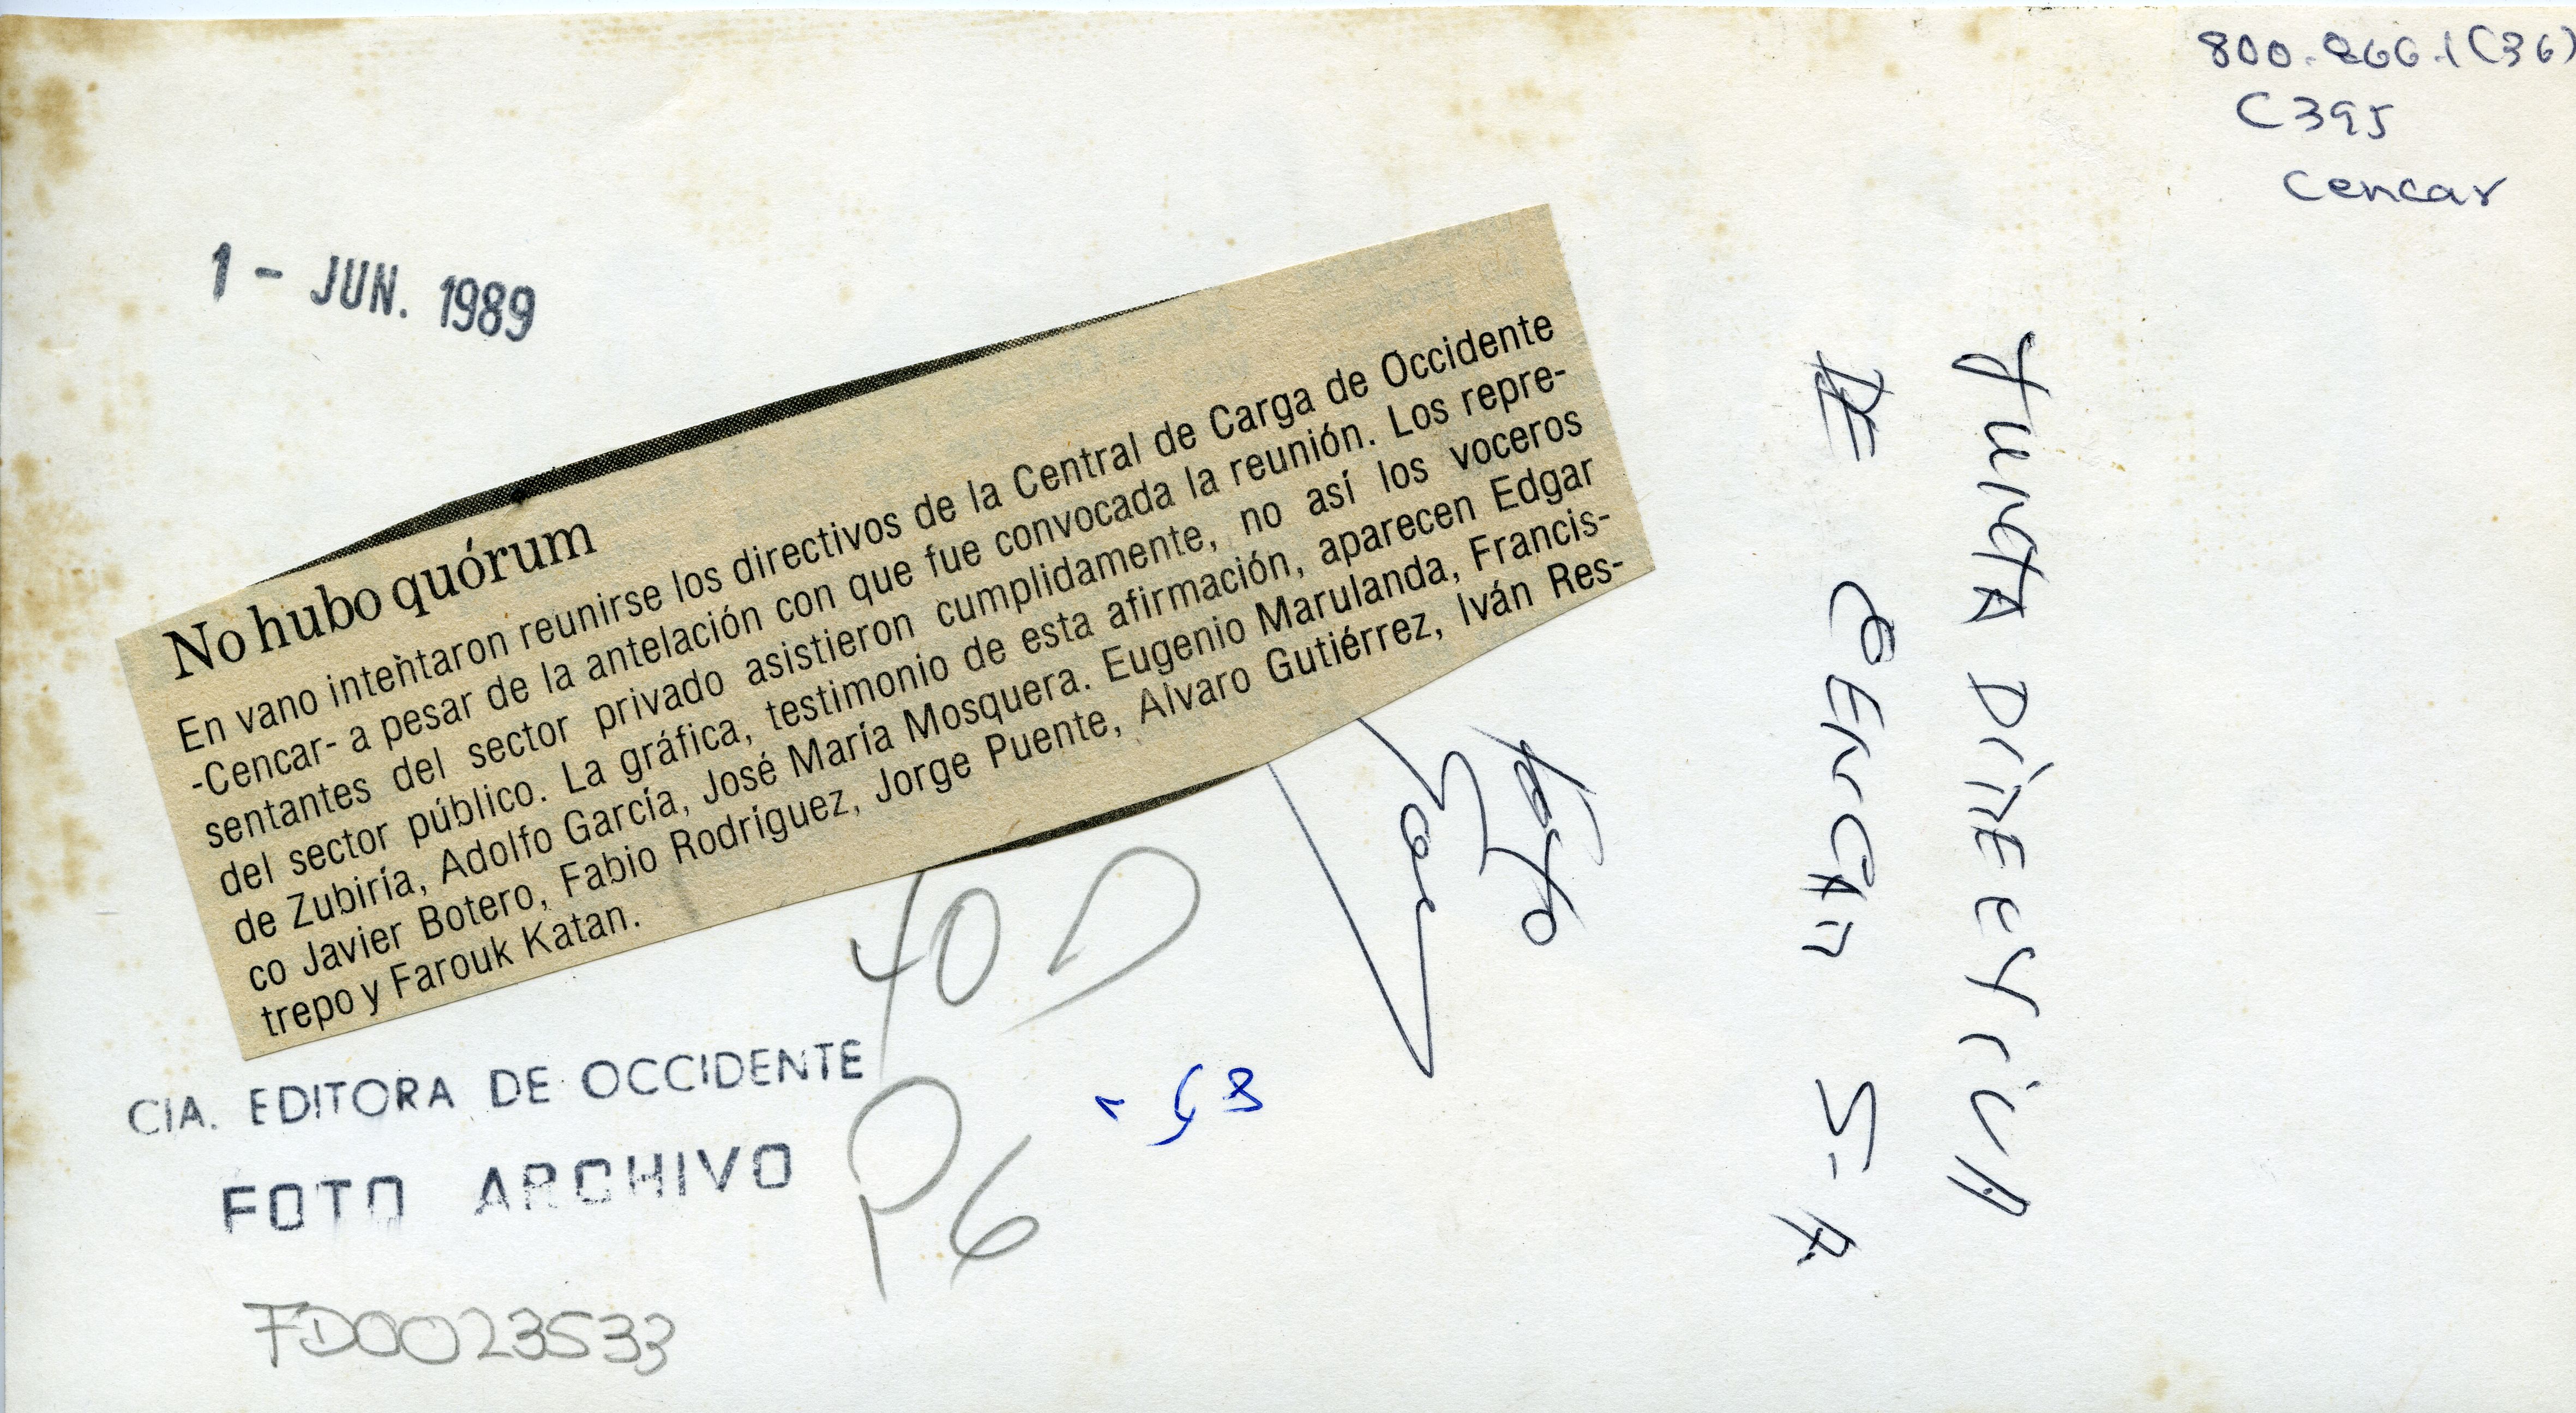 800.866.1(36)
C395
Cencar
1 - JUN. 1989
No hubo quórum
En vano intentaron reunirse los directivos de la Central de Carga de Occidente
-Cencar- a pesar de la antelación con que fue convocada la reunión. Los repre-
sentantes del sector privado asistieron cumplidamente, no así los voceros
del sector público. La gráfica, testimonio de esta afirmación, aparecen Edgar
de Zubiría, Adolfo García, José María Mosquera. Eugenio Marulanda, Francis-
co Javier Botero, Fabio Rodríguez, Jorge Puente, Alvaro Gutiérrez, Iván Res-
trepo y Farouk Katan.
JUNTA DIRECTIVA
DE CENCAR S-A
Foto
40D
P6
CIA. EDITORA DE OCCIDENTE
FOTO ARCHIVO
FD0023533